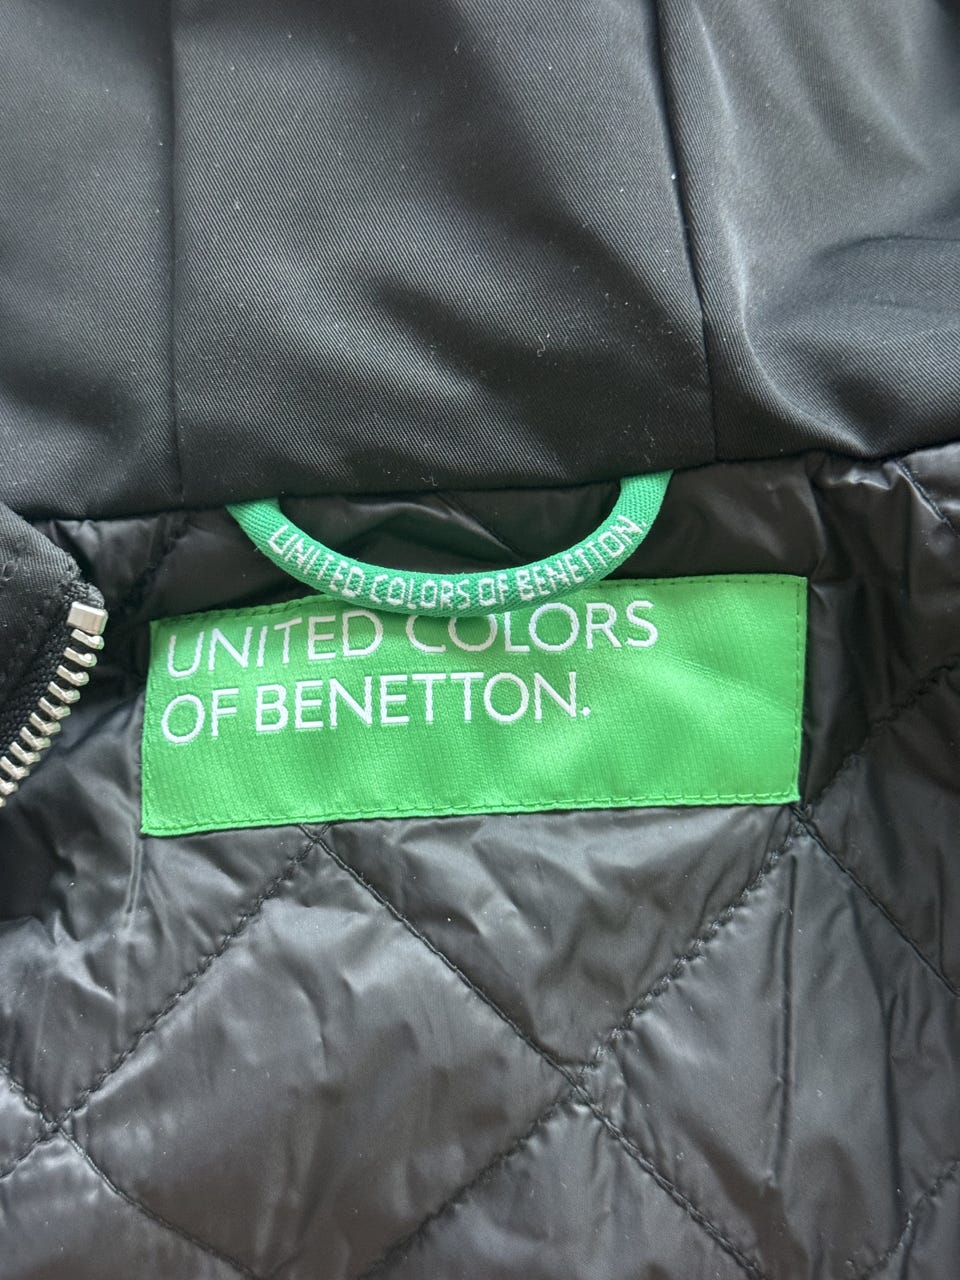 UNITED COLORS OF BENETTON
UNITED COLORS
OF BENETTON.